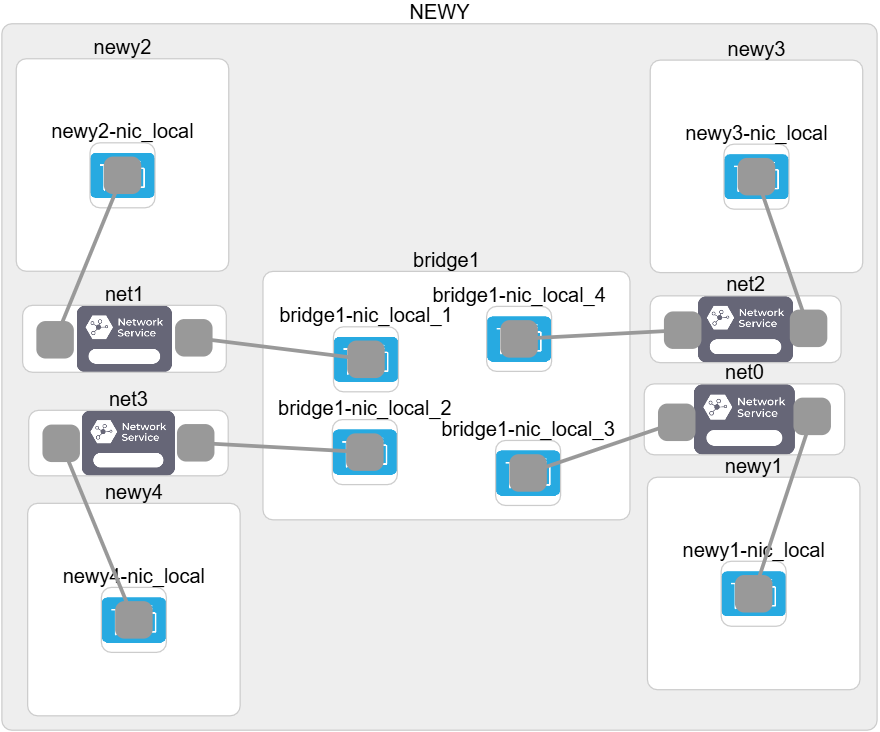 NEWY
newy2
newy3
newy2-nic_local
newy3-nic_local
bridge1
net1
net2
bridge1-nic_local_4
bridge1-nic_local_1
Network
Service
Network
Service
net3
net0
bridge1-nic_local_2
bridge1-nic_local_3
Network
Service
Network
Service
newy4
newy1
newy4-nic_local
newy1-nic_local